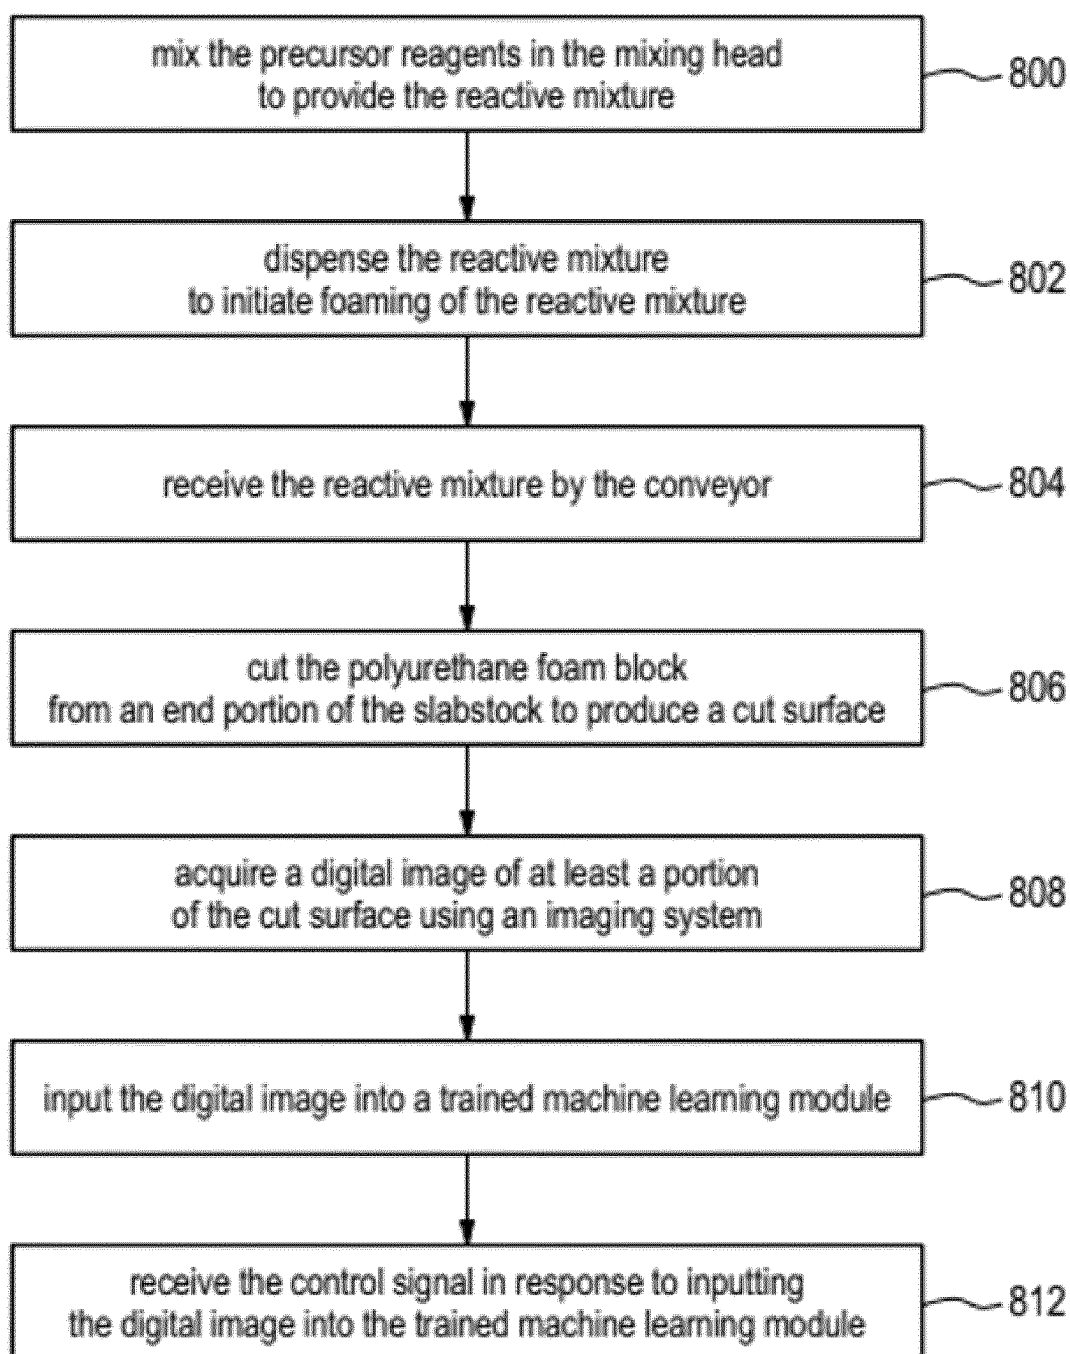 mix the precursor reagents in the mixing head
to provide the reactive mixture
800
dispense the reactive mixture
to initiate foaming of the reactive mixture
802
receive the reactive mixture by the conveyor
804
cut the polyurethane foam block
from an end portion of the slabstock to produce a cut surface
806
acquire a digital image of at least a portion
of the cut surface using an imaging system
808
input the digital image into a trained machine learning module
810
receive the control signal in response to inputting
the digital image into the trained machine learning module
812